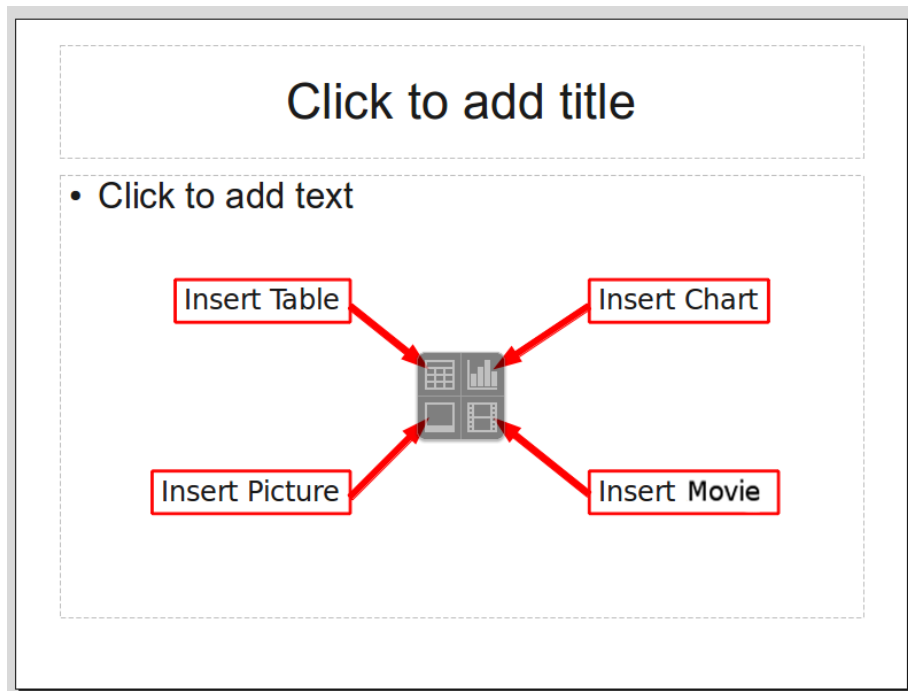 Click to add title
• Click to add text
Insert Table
Insert Chart
Insert Picture
Insert Movie